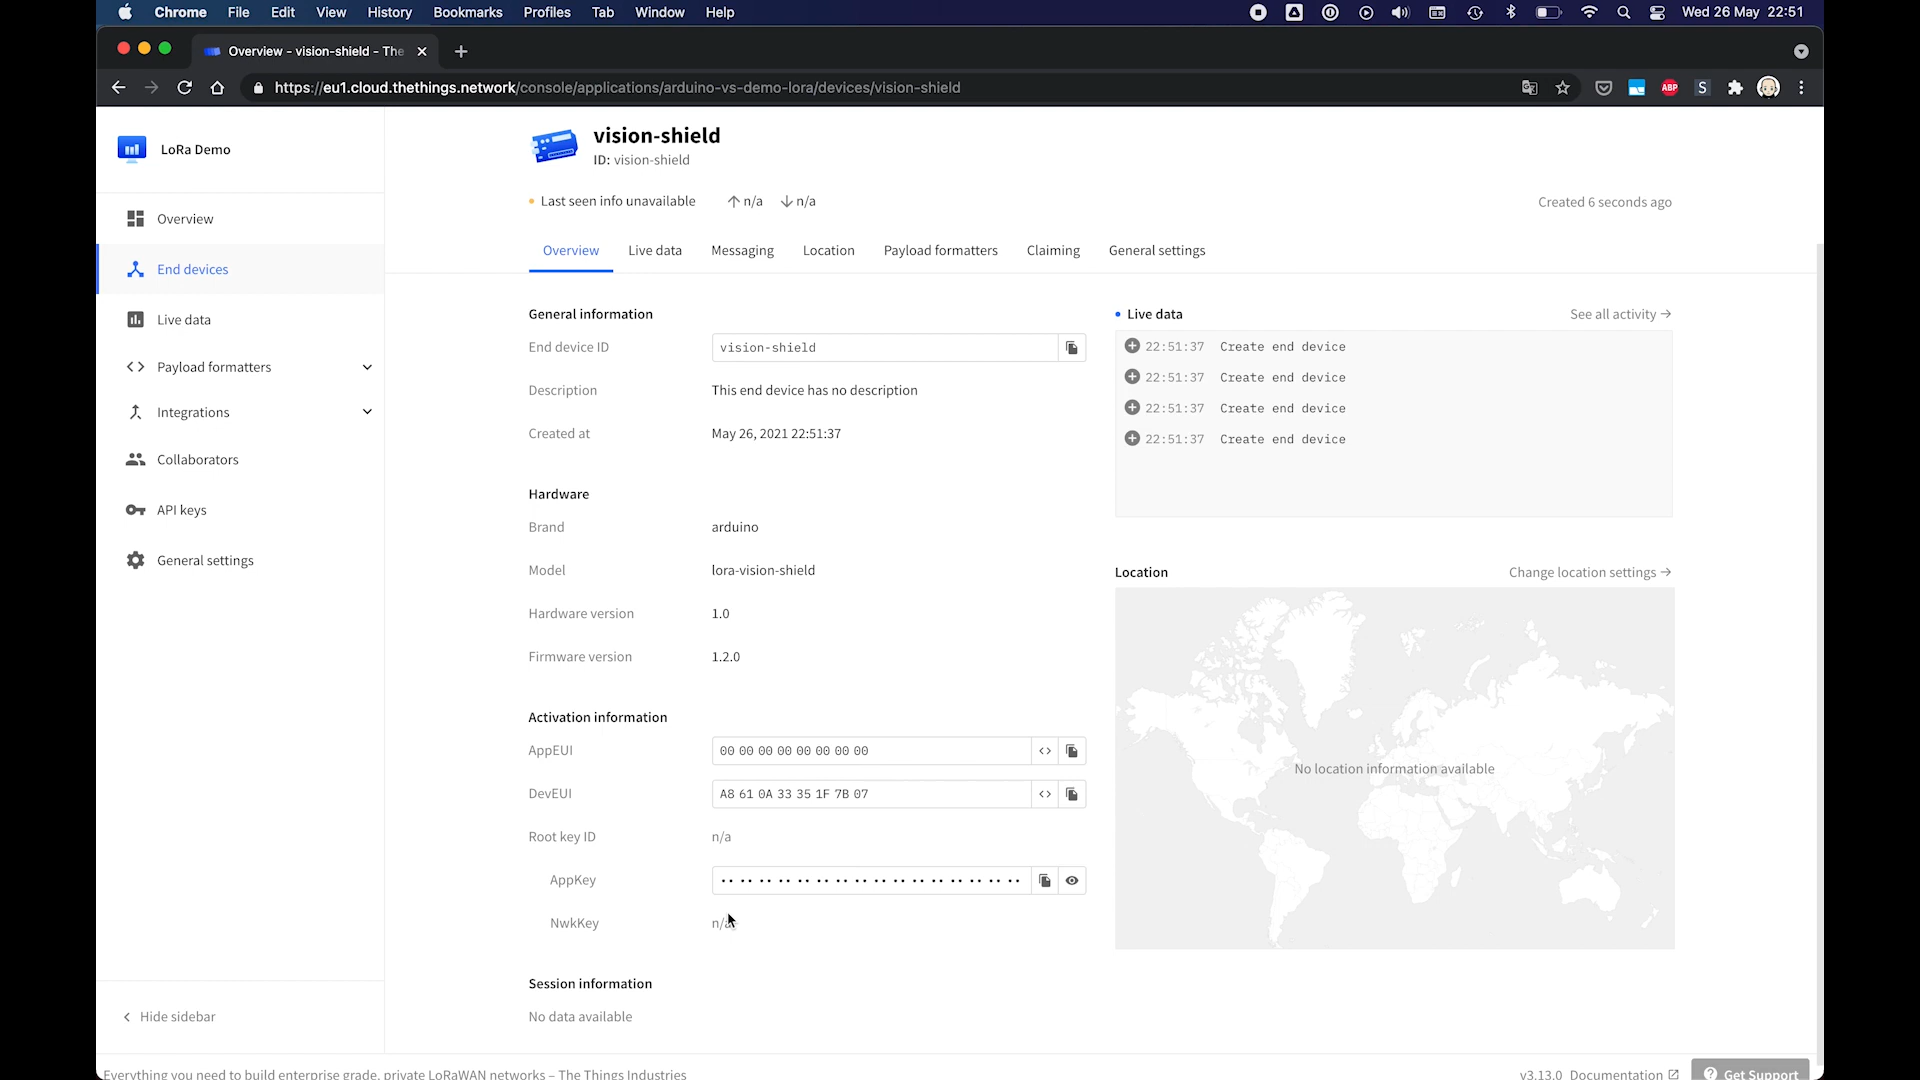 Chrome File Edit View History Bookmarks Profiles Tab Window Help Wed 26 May 22:51
Overview - vision-shield - The
https://eu1.cloud.thethings.network/console/applications/arduino-vs-demo-lora/devices/vision-shield
ABP S
LoRa Demo
Overview
End devices
Live data
Payload formatters
Integrations
Collaborators
API keys
General settings
Hide sidebar
vision-shield
ID: vision-shield
Last seen info unavailable n/a n/a Created 6 seconds ago
Overview Live data Messaging Location Payload formatters Claiming General settings
General information
End device ID vision-shield
Description This end device has no description
Created at May 26, 2021 22:51:37
Hardware
Brand arduino
Model lora-vision-shield
Hardware version 1.0
Firmware version 1.2.0
Activation information
AppEUI 00 00 00 00 00 00 00 00
DevEUI A8 61 0A 33 35 1F 7B 07
Root key ID n/a
AppKey
NwkKey n/a
Session information
No data available
Live data See all activity →
22:51:37 Create end device
22:51:37 Create end device
22:51:37 Create end device
22:51:37 Create end device
Location Change location settings →
No location information available
Everything you need to build enterprise grade, private LoRaWAN networks – The Things Industries v3.13.0 Documentation Get Support